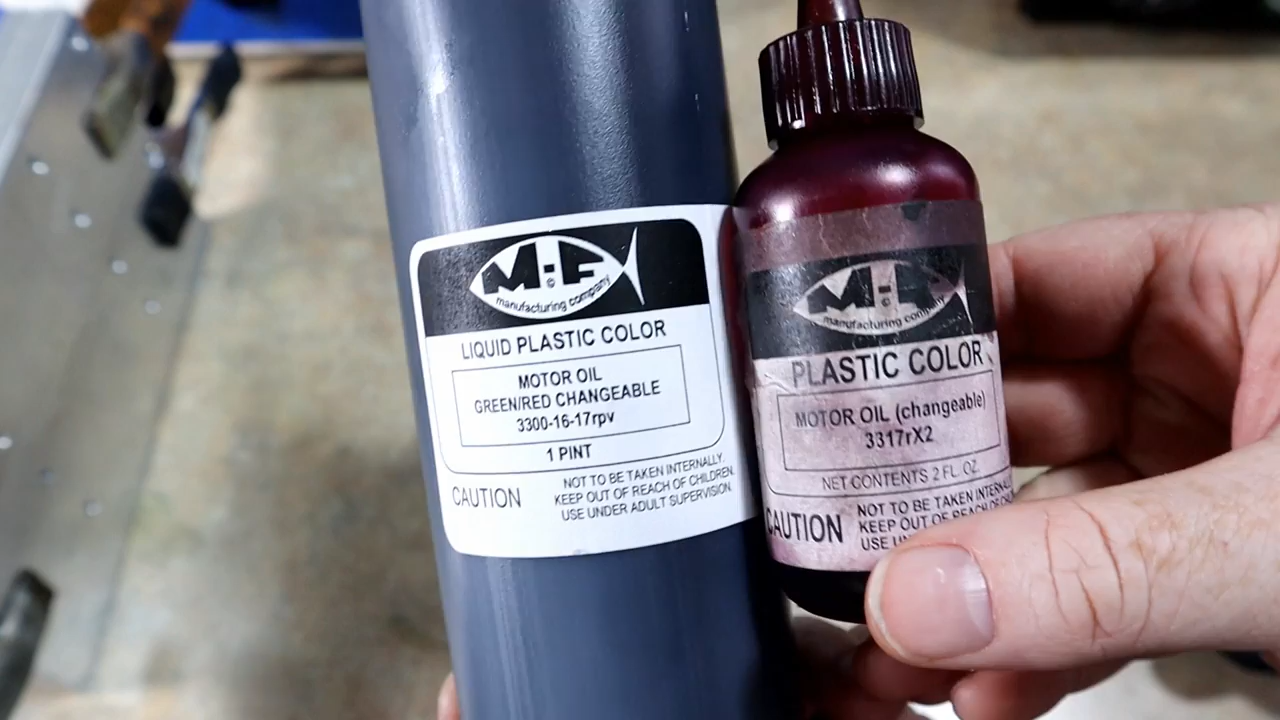 M-F
©
manufacturing company
LIQUID PLASTIC COLOR
MOTOR OIL
GREEN/RED CHANGEABLE
3300-16-17rpv
1 PINT
CAUTION
NOT TO BE TAKEN INTERNALLY.
KEEP OUT OF REACH OF CHILDREN.
USE UNDER ADULT SUPERVISION.
M-F
©
manufacturing company
PLASTIC COLOR
MOTOR OIL (changeable)
3317rX2
NET CONTENTS 2 FL. OZ.
CAUTION
NOT TO BE TAKEN
KEEP OUT OF REACH OF
USE